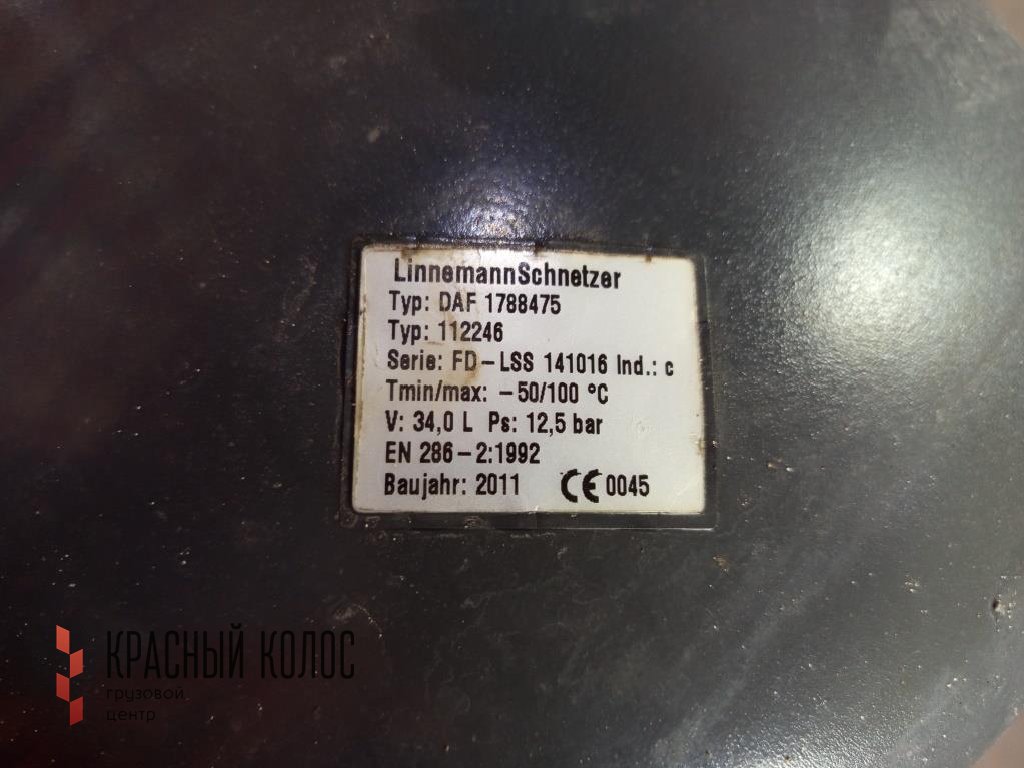 LinnemannSchnetzer
Typ: DAF 1788475
Typ: 112246
Serie: FD-LSS 141016 Ind.: c
Tmin/max: -50/100 °C
V: 34,0 L Ps: 12,5 bar
EN 286-2:1992
Baujahr: 2011 CE 0045
КРАСНЫЙ КОЛОС
грузовой
центр